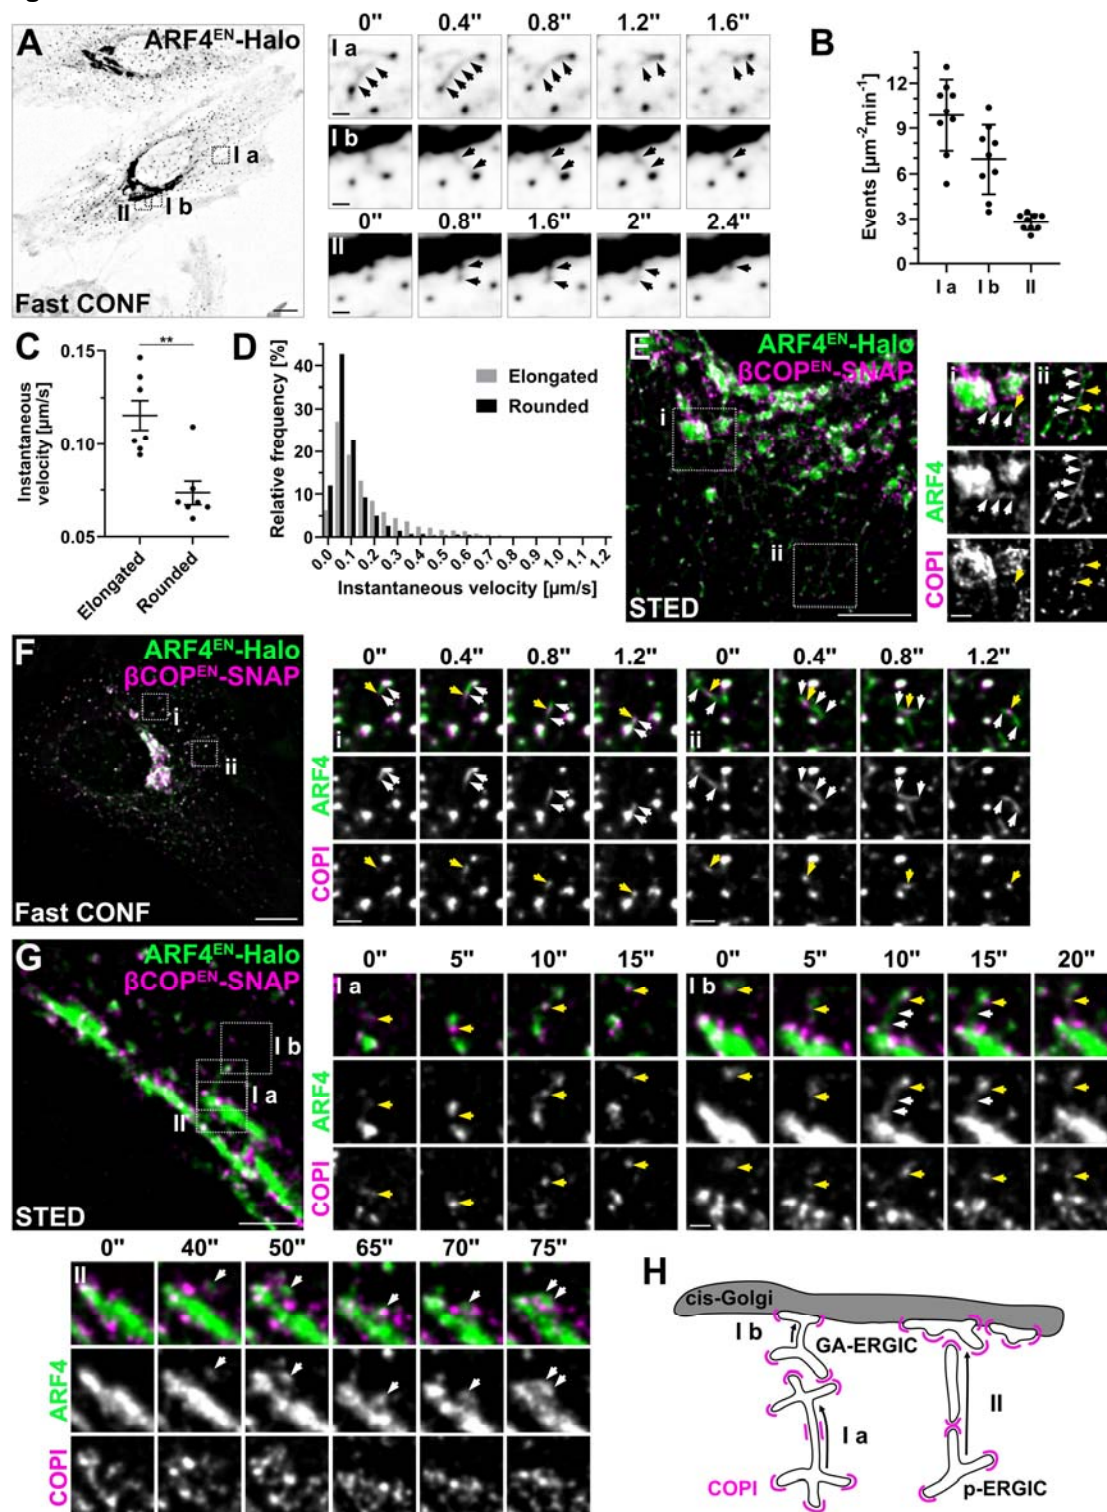 A
ARF4ᴱᴺ-Halo
I a
I b
II
Fast CONF
0" 0.4" 0.8" 1.2" 1.6"
I a
I b
0" 0.8" 1.6" 2" 2.4"
II
B
Events [µm⁻²min⁻¹]
12
9
6
3
0
I a I b II
C
**
Instantaneous
velocity [µm/s]
0.15
0.10
0.05
Elongated
Rounded
D
Relative frequency [%]
40
30
20
10
0
Elongated
Rounded
0.0 0.1 0.2 0.3 0.4 0.5 0.6 0.7 0.8 0.9 1.0 1.1 1.2
Instantaneous velocity [µm/s]
E
ARF4ᴱᴺ-Halo
βCOPᴱᴺ-SNAP
i
ii
STED
i ii
ARF4
COPI
F
ARF4ᴱᴺ-Halo
βCOPᴱᴺ-SNAP
i
ii
Fast CONF
0" 0.4" 0.8" 1.2" 0" 0.4" 0.8" 1.2"
i ii
ARF4
COPI
G
ARF4ᴱᴺ-Halo
βCOPᴱᴺ-SNAP
I b
I a
II
STED
0" 5" 10" 15" 0" 5" 10" 15" 20"
I a I b
ARF4
COPI
0" 40" 50" 65" 70" 75"
II
ARF4
COPI
H
cis-Golgi
I b
GA-ERGIC
II
I a
COPI
p-ERGIC